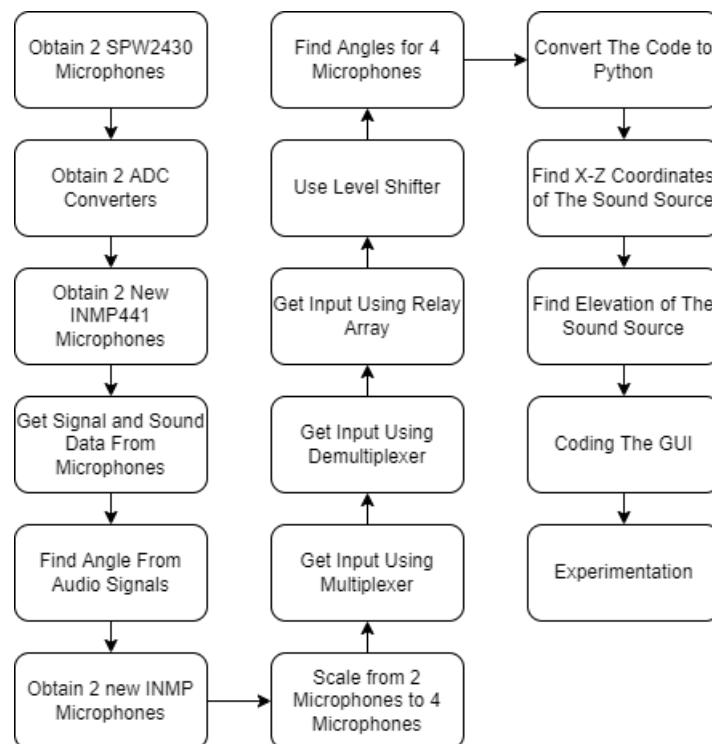 Obtain 2 SPW2430
Microphones
Obtain 2 ADC
Converters
Obtain 2 New
INMP441
Microphones
Get Signal and Sound
Data From
Microphones
Find Angle From
Audio Signals
Obtain 2 new INMP
Microphones
Scale from 2
Microphones to 4
Microphones
Get Input Using
Multiplexer
Get Input Using
Demultiplexer
Get Input Using Relay
Array
Use Level Shifter
Find Angles for 4
Microphones
Convert The Code to
Python
Find X-Z Coordinates
of The Sound Source
Find Elevation of The
Sound Source
Coding The GUI
Experimentation